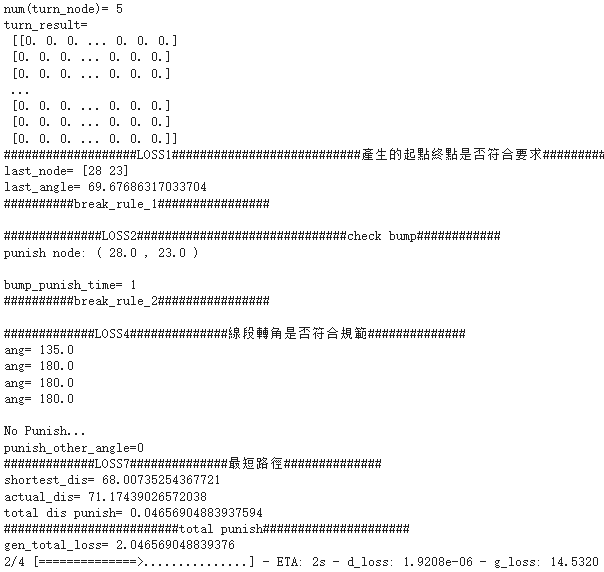 num(turn_node)= 5
turn_result=
[[0. 0. 0. ... 0. 0. 0.]
[0. 0. 0. ... 0. 0. 0.]
[0. 0. 0. ... 0. 0. 0.]
...
[0. 0. 0. ... 0. 0. 0.]
[0. 0. 0. ... 0. 0. 0.]
[0. 0. 0. ... 0. 0. 0.]]
###################LOSS1###########################產生的起點終點是否符合要求#########
last_node= [28 23]
last_angle= 69.67686317033704
##########break_rule_1################
##############LOSS2##############################check bump############
punish node: ( 28.0 , 23.0 )
bump_punish_time= 1
##########break_rule_2################
#############LOSS4##############線段轉角是否符合規範##############
ang= 135.0
ang= 180.0
ang= 180.0
ang= 180.0
No Punish...
punish_other_angle=0
#############LOSS7##############最短路徑##############
shortest_dis= 68.00735254367721
actual_dis= 71.17439026572038
total dis punish= 0.04656904883937594
#########################total punish#####################
gen_total_loss= 2.046569048839376
2/4 [==============>...............] - ETA: 2s - d_loss: 1.9208e-06 - g_loss: 14.5320